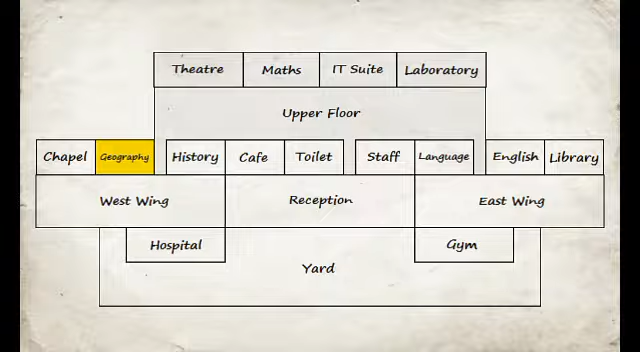 Theatre Maths IT Suite Laboratory
Upper Floor
Chapel Geography History Cafe Toilet Staff Language English Library
West Wing Reception East Wing
Hospital Gym
Yard